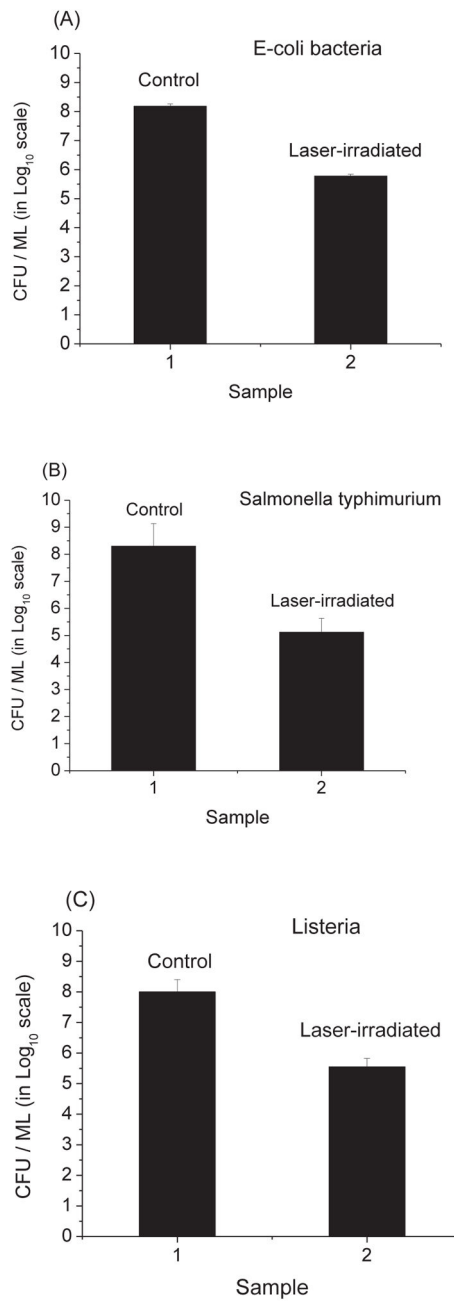 (A)
E-coli bacteria
CFU / ML (in Log₁₀ scale)
10
9
8
7
6
5
4
3
2
1
0
Control
Laser-irradiated
1 2
Sample
(B)
Salmonella typhimurium
CFU / ML (in Log₁₀ scale)
10
9
8
7
6
5
4
3
2
1
0
Control
Laser-irradiated
1 2
Sample
(C)
Listeria
CFU / ML (in Log₁₀ scale)
10
9
8
7
6
5
4
3
2
1
0
Control
Laser-irradiated
1 2
Sample